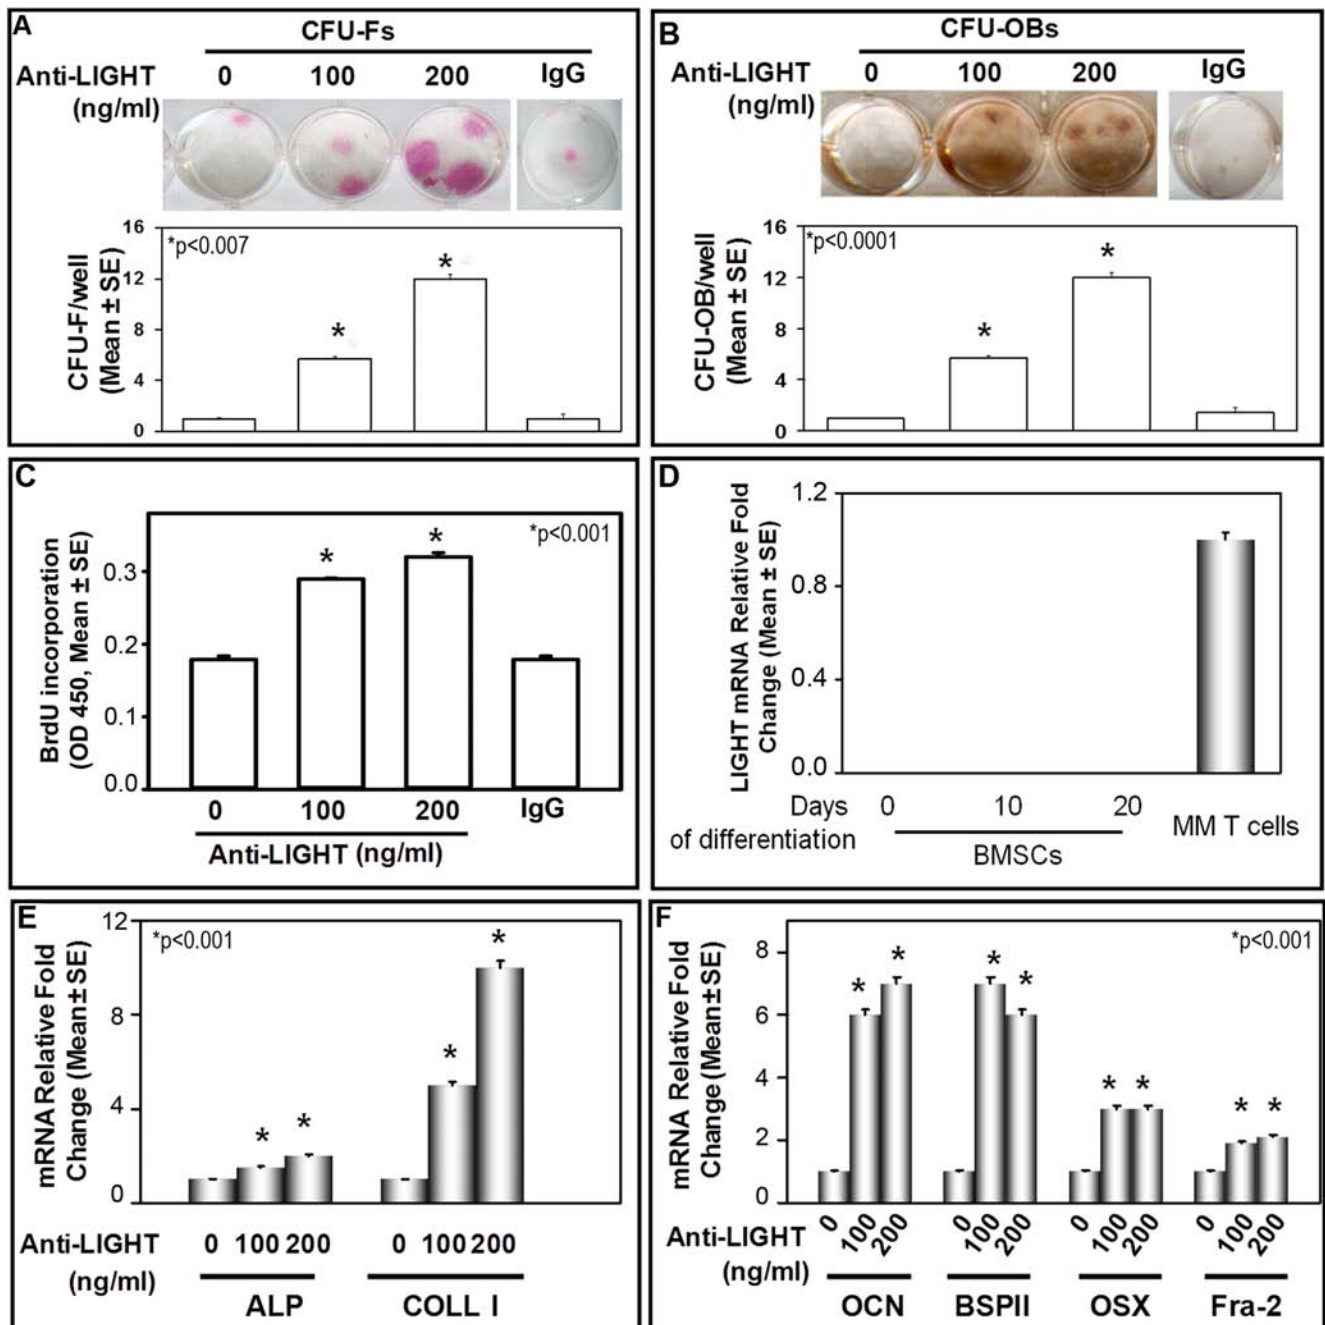 A
CFU-Fs
Anti-LIGHT 0 100 200 IgG
(ng/ml)
16
12
8
4
0
*p<0.007
CFU-F/well
(Mean ± SE)
* *
B
CFU-OBs
Anti-LIGHT 0 100 200 IgG
(ng/ml)
16
12
8
4
0
*p<0.0001
CFU-OB/well
(Mean ± SE)
* *
C
BrdU incorporation
(OD 450, Mean ± SE)
0.3
0.2
0.1
0.0
*p<0.001
* *
0 100 200 IgG
Anti-LIGHT (ng/ml)
D
LIGHT mRNA Relative Fold
Change (Mean ± SE)
1.2
0.8
0.4
0.0
Days 0 10 20
of differentiation
BMSCs
MM T cells
E
mRNA Relative Fold
Change (Mean±SE)
12
8
4
0
*p<0.001
* * * *
Anti-LIGHT 0 100 200 0 100 200
(ng/ml)
ALP COLL I
F
mRNA Relative Fold
Change (Mean±SE)
8
6
4
2
0
*p<0.001
* * * * * * * *
Anti-LIGHT 0 100 200 0 100 200 0 100 200 0 100 200
(ng/ml)
OCN BSPII OSX Fra-2